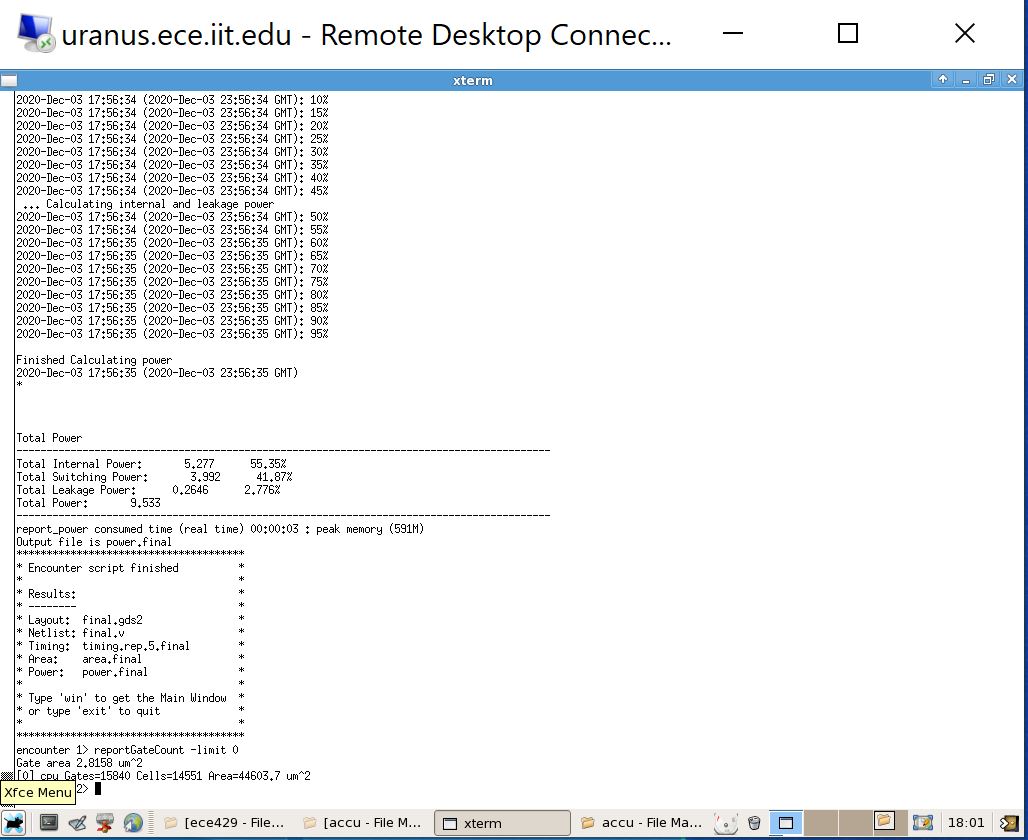 uranus.ece.iit.edu - Remote Desktop Connec...
xterm
2020-Dec-03 17:56:34 (2020-Dec-03 23:56:34 GMT): 10%
2020-Dec-03 17:56:34 (2020-Dec-03 23:56:34 GMT): 15%
2020-Dec-03 17:56:34 (2020-Dec-03 23:56:34 GMT): 20%
2020-Dec-03 17:56:34 (2020-Dec-03 23:56:34 GMT): 25%
2020-Dec-03 17:56:34 (2020-Dec-03 23:56:34 GMT): 30%
2020-Dec-03 17:56:34 (2020-Dec-03 23:56:34 GMT): 35%
2020-Dec-03 17:56:34 (2020-Dec-03 23:56:34 GMT): 40%
2020-Dec-03 17:56:34 (2020-Dec-03 23:56:34 GMT): 45%
... Calculating internal and leakage power
2020-Dec-03 17:56:34 (2020-Dec-03 23:56:34 GMT): 50%
2020-Dec-03 17:56:34 (2020-Dec-03 23:56:34 GMT): 55%
2020-Dec-03 17:56:35 (2020-Dec-03 23:56:35 GMT): 60%
2020-Dec-03 17:56:35 (2020-Dec-03 23:56:35 GMT): 65%
2020-Dec-03 17:56:35 (2020-Dec-03 23:56:35 GMT): 70%
2020-Dec-03 17:56:35 (2020-Dec-03 23:56:35 GMT): 75%
2020-Dec-03 17:56:35 (2020-Dec-03 23:56:35 GMT): 80%
2020-Dec-03 17:56:35 (2020-Dec-03 23:56:35 GMT): 85%
2020-Dec-03 17:56:35 (2020-Dec-03 23:56:35 GMT): 90%
2020-Dec-03 17:56:35 (2020-Dec-03 23:56:35 GMT): 95%
Finished Calculating power
2020-Dec-03 17:56:35 (2020-Dec-03 23:56:35 GMT)
*
Total Power
-----------------------------------------------------------------------------------------
Total Internal Power: 5.277 55.35%
Total Switching Power: 3.992 41.87%
Total Leakage Power: 0.2646 2.776%
Total Power: 9.533
-----------------------------------------------------------------------------------------
report_power consumed time (real time) 00:00:03 : peak memory (591M)
Output file is power.final
**************************************
* Encounter script finished *
* *
* Results: *
* -------- *
* Layout: final.gds2 *
* Netlist: final.v *
* Timing: timing.rep.5.final *
* Area: area.final *
* Power: power.final *
* *
* Type 'win' to get the Main Window *
* or type 'exit' to quit *
* *
**************************************
encounter 1> reportGateCount -limit 0
Gate area 2.8158 um^2
[0] cpu Gates=15840 Cells=14551 Area=44603.7 um^2
2>
Xfce Menu
[ece429 - File...
[accu - File M...
xterm
accu - File Ma...
18:01